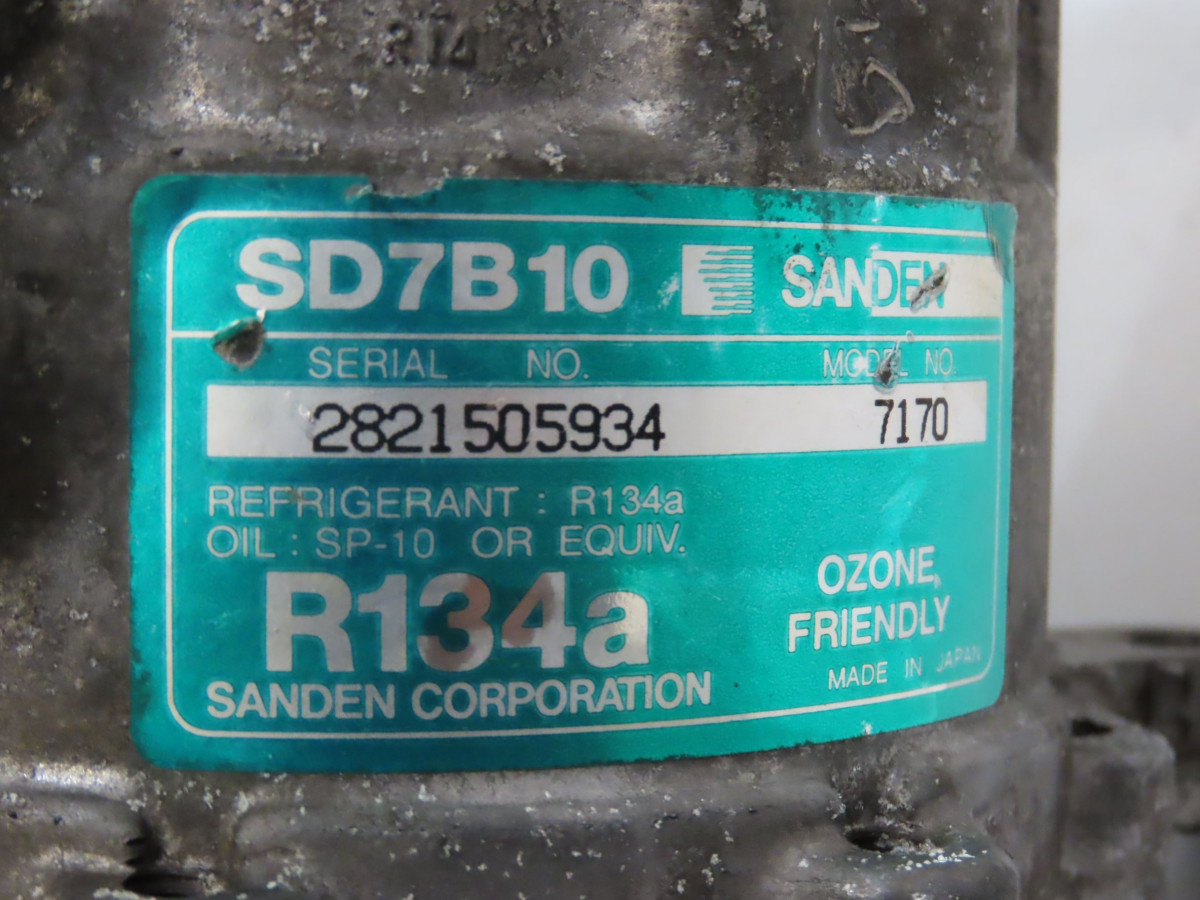 SD7B10 SANDEN
SERIAL NO. MODEL NO.
2821505934 7170
REFRIGERANT : R134a
OIL : SP-10 OR EQUIV.
R134a
OZONE
FRIENDLY
SANDEN CORPORATION
MADE IN JAPAN